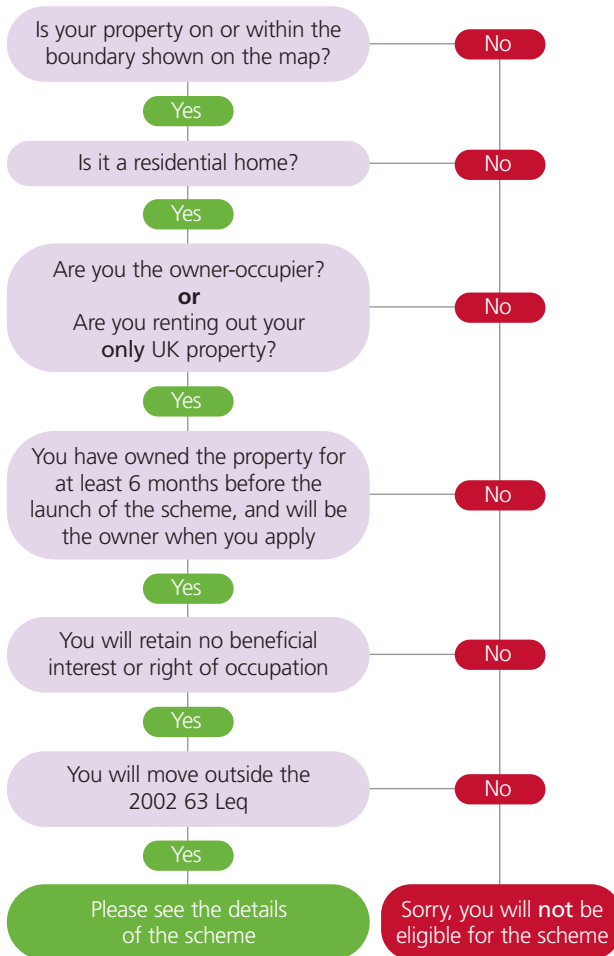 Is your property on or within the
boundary shown on the map?
No
Yes
Is it a residential home?
No
Yes
Are you the owner-occupier?
or
Are you renting out your
only UK property?
No
Yes
You have owned the property for
at least 6 months before the
launch of the scheme, and will be
the owner when you apply
No
Yes
You will retain no beneficial
interest or right of occupation
No
Yes
You will move outside the
2002 63 Leq
No
Yes
Please see the details
of the scheme
Sorry, you will not be
eligible for the scheme